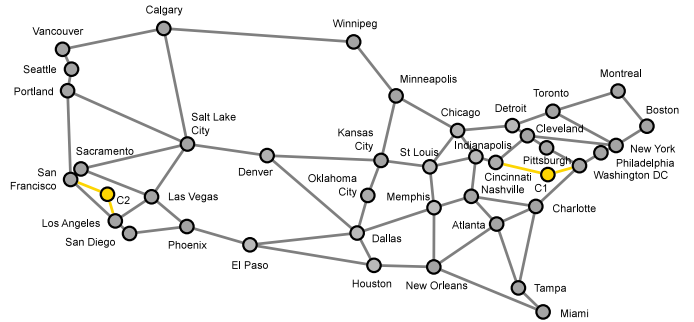 Calgary
Winnipeg
Vancouver
Seattle
Portland
Minneapolis
Montreal
Toronto
Detroit
Boston
Chicago
Cleveland
Salt Lake
City
Kansas
City
St Louis
Indianapolis
New York
Sacramento
Denver
Pittsburgh
Philadelphia
San
Francisco
Oklahoma
City
Cincinnati
Washington DC
C2
Las Vegas
Memphis
Nashville
C1
Los Angeles
Charlotte
San Diego
Phoenix
Dallas
Atlanta
El Paso
Houston
New Orleans
Tampa
Miami